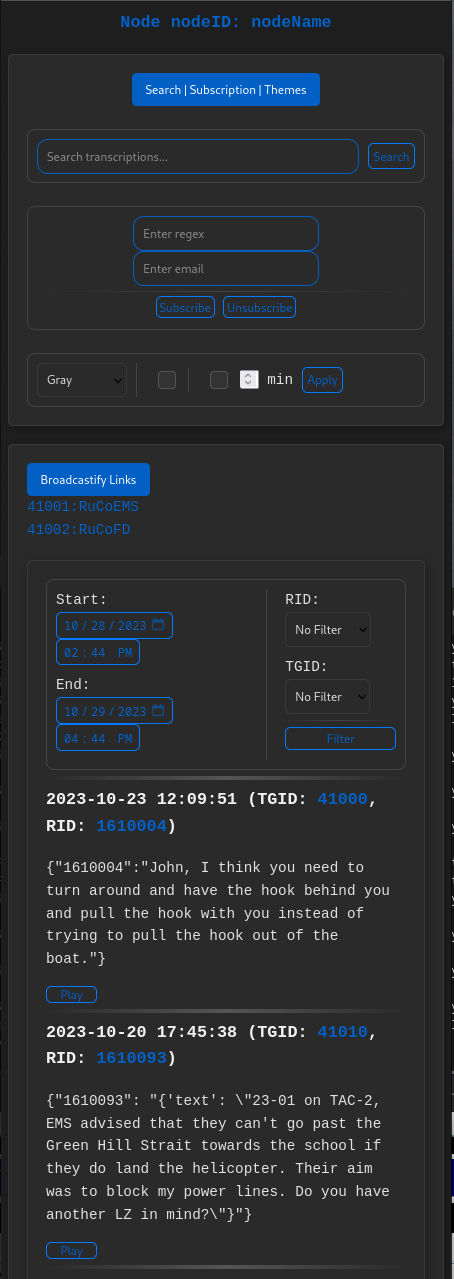 Node nodeID: nodeName
Search | Subscription | Themes
Search transcriptions...
Search
Enter regex
Enter email
Subscribe
Unsubscribe
Gray
min
Apply
Broadcastify Links
41001:RuCoEMS
41002:RuCoFD
Start:
10 / 28 / 2023
02 : 44 PM
End:
10 / 29 / 2023
04 : 44 PM
RID:
No Filter
TGID:
No Filter
Filter
2023-10-23 12:09:51 (TGID: 41000,
RID: 1610004)
{"1610004":"John, I think you need to
turn around and have the hook behind you
and pull the hook with you instead of
trying to pull the hook out of the
boat."}
Play
2023-10-20 17:45:38 (TGID: 41010,
RID: 1610093)
{"1610093": "{'text': \"23-01 on TAC-2,
EMS advised that they can't go past the
Green Hill Strait towards the school if
they do land the helicopter. Their aim
was to block my power lines. Do you have
another LZ in mind?\"}"}
Play